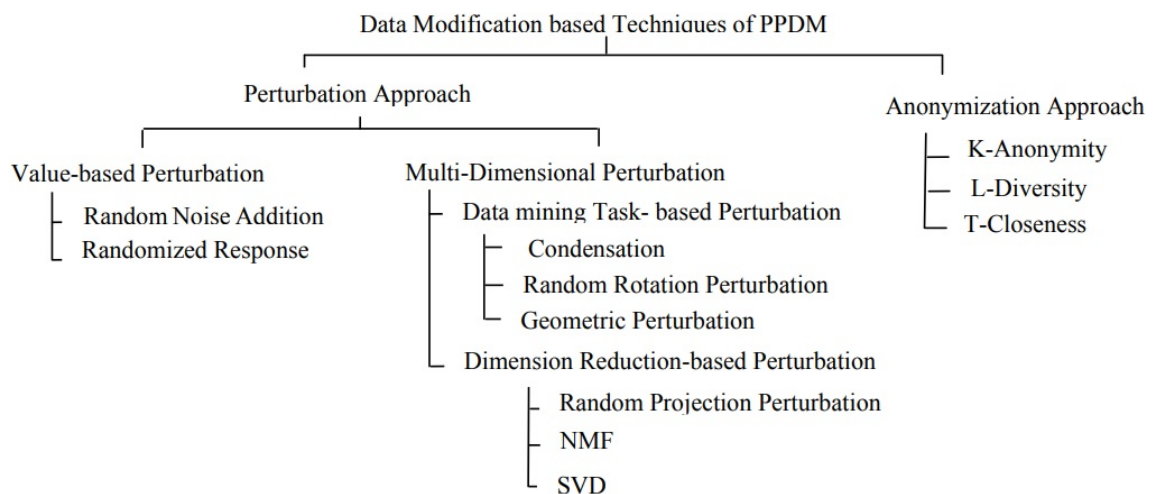 Data Modification based Techniques of PPDM
Perturbation Approach
Anonymization Approach
K-Anonymity
L-Diversity
T-Closeness
Value-based Perturbation
Random Noise Addition
Randomized Response
Multi-Dimensional Perturbation
Data mining Task- based Perturbation
Condensation
Random Rotation Perturbation
Geometric Perturbation
Dimension Reduction-based Perturbation
Random Projection Perturbation
NMF
SVD